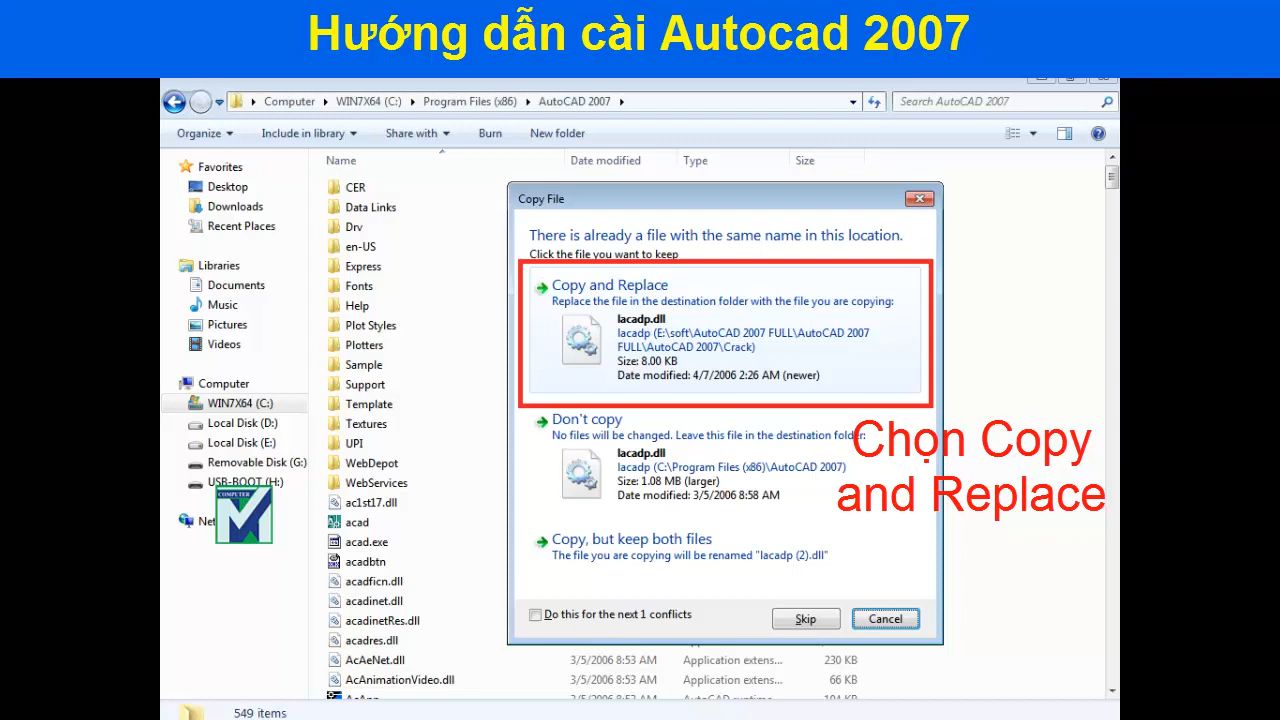 Hướng dẫn cài Autocad 2007
Computer WIN7X64 (C:) Program Files (x86) AutoCAD 2007
Search AutoCAD 2007
Organize Include in library Share with Burn New folder
Name Date modified Type Size
Favorites
Desktop
Downloads
Recent Places
Libraries
Documents
Music
Pictures
Videos
Computer
WIN7X64 (C:)
Local Disk (D:)
Local Disk (E:)
Removable Disk (G:)
USB-BOOT (H:)
COMPUTER
CER
Data Links
Drv
en-US
Express
Fonts
Help
Plot Styles
Plotters
Sample
Support
Template
Textures
UPI
WebDepot
WebServices
ac1st17.dll
acad
acad.exe
acadbtn
acadficn.dll
acadinet.dll
acadinetRes.dll
acadres.dll
AcAeNet.dll 3/5/2006 8:53 AM Application extens... 230 KB
AcAnimationVideo.dll 3/5/2006 8:53 AM Application extens... 66 KB
Copy File
There is already a file with the same name in this location.
Click the file you want to keep
Copy and Replace
Replace the file in the destination folder with the file you are copying:
lacadp.dll
lacadp (E:\soft\AutoCAD 2007 FULL\AutoCAD 2007
FULL\AutoCAD 2007\Crack)
Size: 8.00 KB
Date modified: 4/7/2006 2:26 AM (newer)
Don't copy
No files will be changed. Leave this file in the destination folder:
lacadp.dll
lacadp (C:\Program Files (x86)\AutoCAD 2007)
Size: 1.08 MB (larger)
Date modified: 3/5/2006 8:58 AM
Copy, but keep both files
The file you are copying will be renamed "lacadp (2).dll"
Do this for the next 1 conflicts
Skip Cancel
Chọn Copy
and Replace
549 items